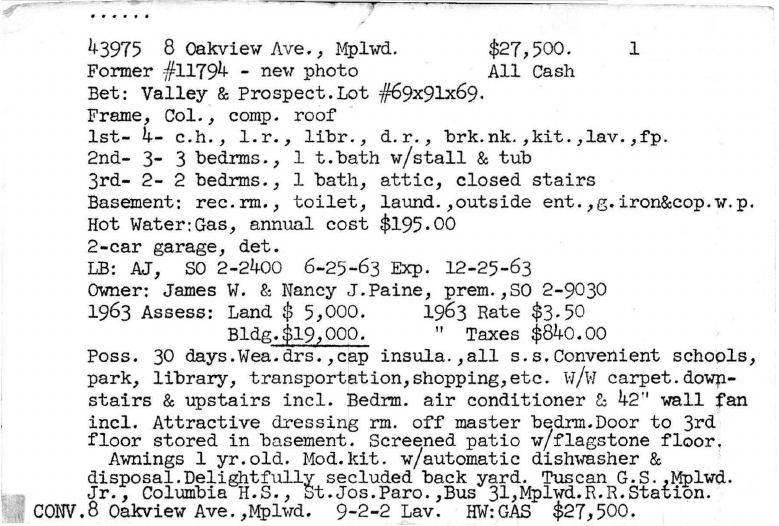 ......
43975 8 Oakview Ave., Mplwd. $27,500. 1
Former #11794 - new photo All Cash
Bet: Valley & Prospect.Lot #69x91x69.
Frame, Col., comp. roof
1st- 4- c.h., l.r., libr., d.r., brk.nk.,kit.,lav.,fp.
2nd- 3- 3 bedrms., 1 t.bath w/stall & tub
3rd- 2- 2 bedrms., 1 bath, attic, closed stairs
Basement: rec.rm., toilet, laund.,outside ent.,g.iron&cop.w.p.
Hot Water:Gas, annual cost $195.00
2-car garage, det.
LB: AJ, SO 2-2400 6-25-63 Exp. 12-25-63
Owner: James W. & Nancy J.Paine, prem.,SO 2-9030
1963 Assess: Land $ 5,000. 1963 Rate $3.50
Bldg.$19,000. " Taxes $840.00
Poss. 30 days.Wea.drs.,cap insula.,all s.s.Convenient schools,
park, library, transportation,shopping,etc. W/W carpet.down-
stairs & upstairs incl. Bedrm. air conditioner & 42" wall fan
incl. Attractive dressing rm. off master bedrm.Door to 3rd
floor stored in basement. Screened patio w/flagstone floor.
Awnings 1 yr.old. Mod.kit. w/automatic dishwasher &
disposal.Delightfully secluded back yard. Tuscan G.S.,Mplwd.
Jr., Columbia H.S., St.Jos.Paro.,Bus 31,Mplwd.R.R.Station.
CONV.8 Oakview Ave.,Mplwd. 9-2-2 Lav. HW:GAS $27,500.